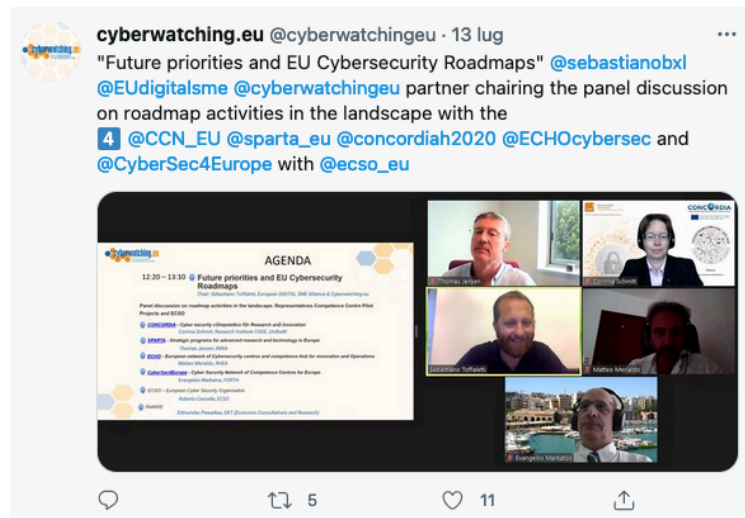 cyberwatching.eu @cyberwatchingeu · 13 lug
"Future priorities and EU Cybersecurity Roadmaps" @sebastianobxl
@EUdigitalsme @cyberwatchingeu partner chairing the panel discussion
on roadmap activities in the landscape with the
4 @CCN_EU @sparta_eu @concordiah2020 @ECHOcybersec and
@CyberSec4Europe with @ecso_eu
cyberwatching.eu
AGENDA
12:20 – 13:10 Future priorities and EU Cybersecurity
Roadmaps
Chair: Sebastiano Toffaletti, European DIGITAL SME Alliance & Cyberwatching.eu
Panel discussion on roadmap activities in the landscape. Representatives Competence Centre Pilot
Projects and ECSO
CONCORDIA - Cyber security cOmpeteNce fOr Research anD Innovation
Corinna Schmitt, Research Institute CODE, UniBwM
SPARTA - Strategic programs for advanced research and technology in Europe
Thomas Jensen, INRIA
ECHO - European network of Cybersecurity centres and competence Hub for innovation and Operations
Matteo Merialdo, RHEA
CyberSec4Europe - Cyber Security Network of Competence Centres for Europe
Evangelos Markatos, FORTH
ECSO - European Cyber Security Organisation
Roberto Cascella, ECSO
Edmundas Piesarskas, EKT (Economic Consultations and Research)
Thomas Jensen
CONCORDIA
Corinna Schmitt
Sebastiano Toffaletti
Matteo Merialdo
Evangelos Markatos
5
11